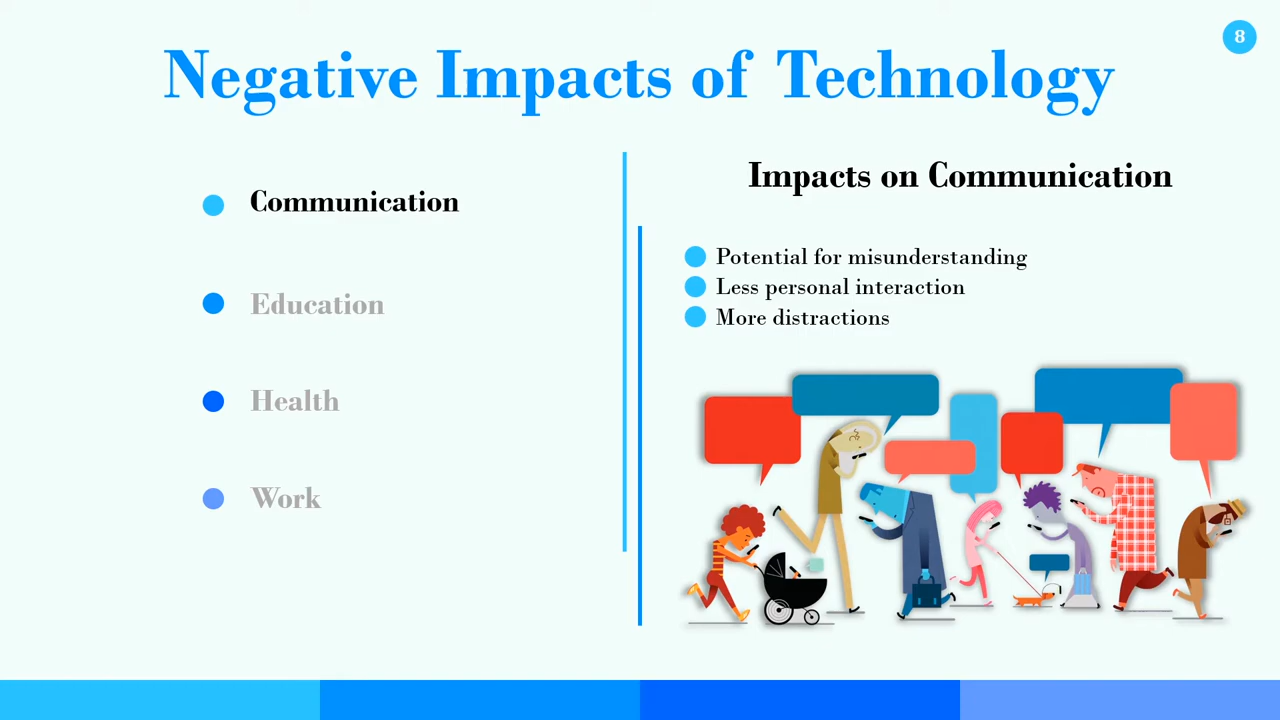 8
Negative Impacts of Technology
Communication
Education
Health
Work
Impacts on Communication
Potential for misunderstanding
Less personal interaction
More distractions